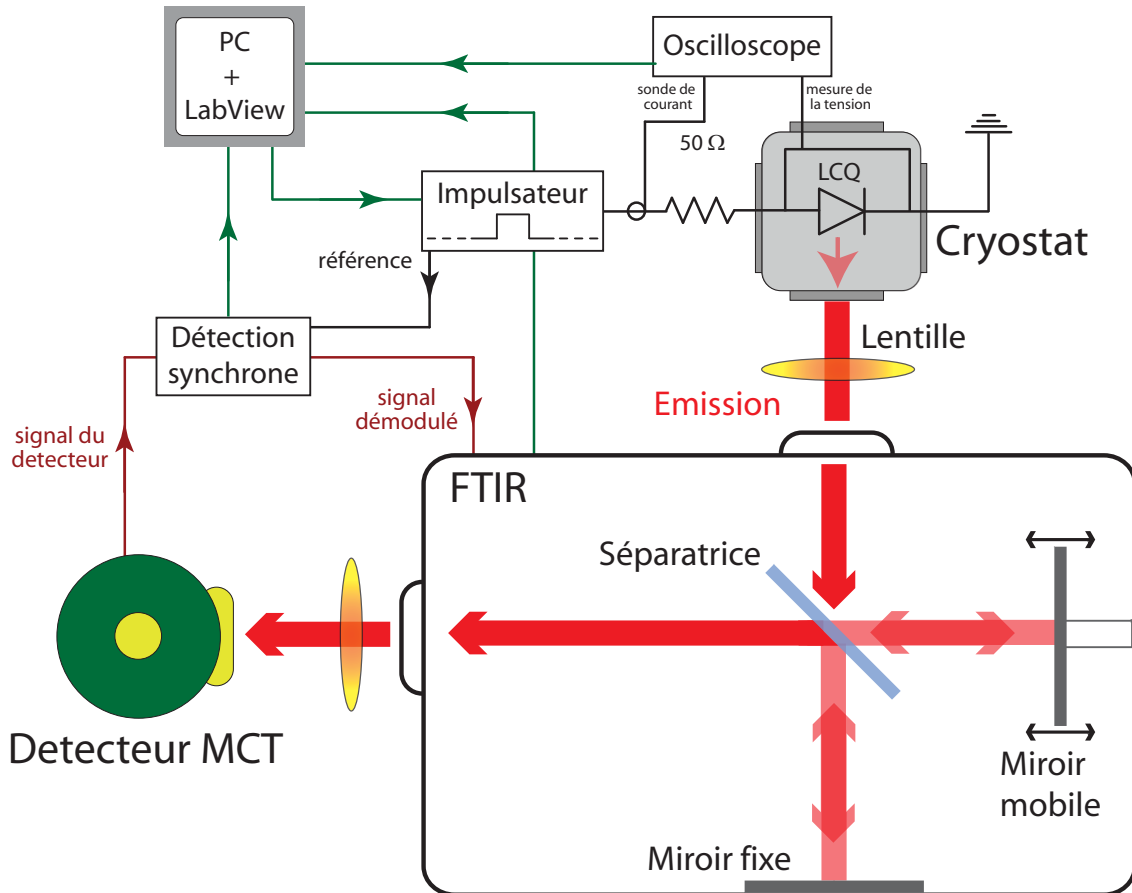 PC
+
LabView
Oscilloscope
sonde de
courant
mesure de
la tension
50 Ω
LCQ
Impulsateur
Cryostat
référence
Détection
synchrone
Lentille
Emission
signal
démodulé
signal du
detecteur
FTIR
Séparatrice
Detecteur MCT
Miroir
mobile
Miroir fixe